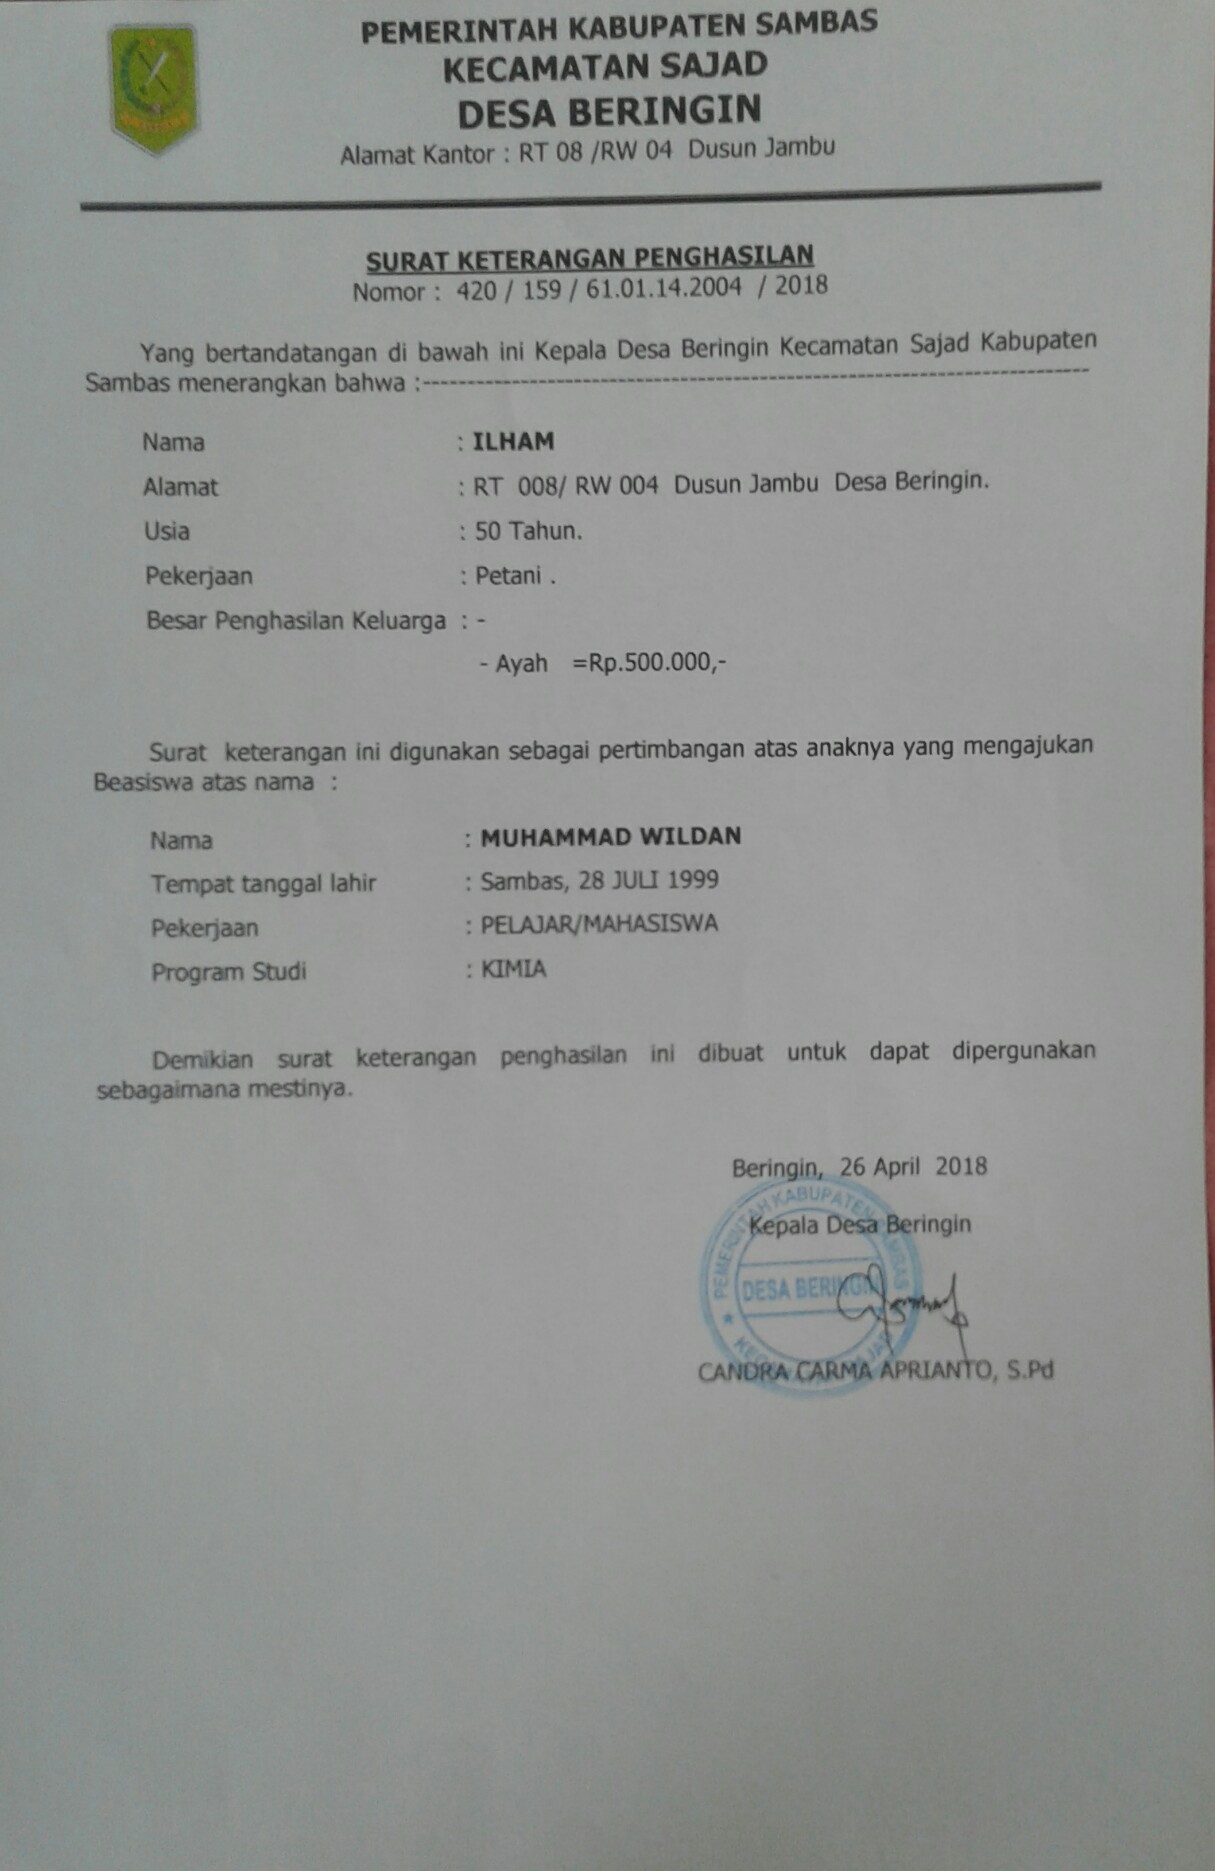 PEMERINTAH KABUPATEN SAMBAS
KECAMATAN SAJAD
DESA BERINGIN
Alamat Kantor : RT 08 /RW 04 Dusun Jambu
SURAT KETERANGAN PENGHASILAN
Nomor : 420 / 159 / 61.01.14.2004 / 2018
Yang bertandatangan di bawah ini Kepala Desa Beringin Kecamatan Sajad Kabupaten
Sambas menerangkan bahwa :---------------------------------------------------------------------------
Nama : ILHAM
Alamat : RT 008/ RW 004 Dusun Jambu Desa Beringin.
Usia : 50 Tahun.
Pekerjaan : Petani .
Besar Penghasilan Keluarga : -
- Ayah =Rp.500.000,-
Surat keterangan ini digunakan sebagai pertimbangan atas anaknya yang mengajukan
Beasiswa atas nama :
Nama : MUHAMMAD WILDAN
Tempat tanggal lahir : Sambas, 28 JULI 1999
Pekerjaan : PELAJAR/MAHASISWA
Program Studi : KIMIA
Demikian surat keterangan penghasilan ini dibuat untuk dapat dipergunakan
sebagaimana mestinya.
Beringin, 26 April 2018
Kepala Desa Beringin
PEMERINTAH KABUPATEN SAMBAS
DESA BERINGIN
KECAMATAN SAJAD
CANDRA CARMA APRIANTO, S.Pd